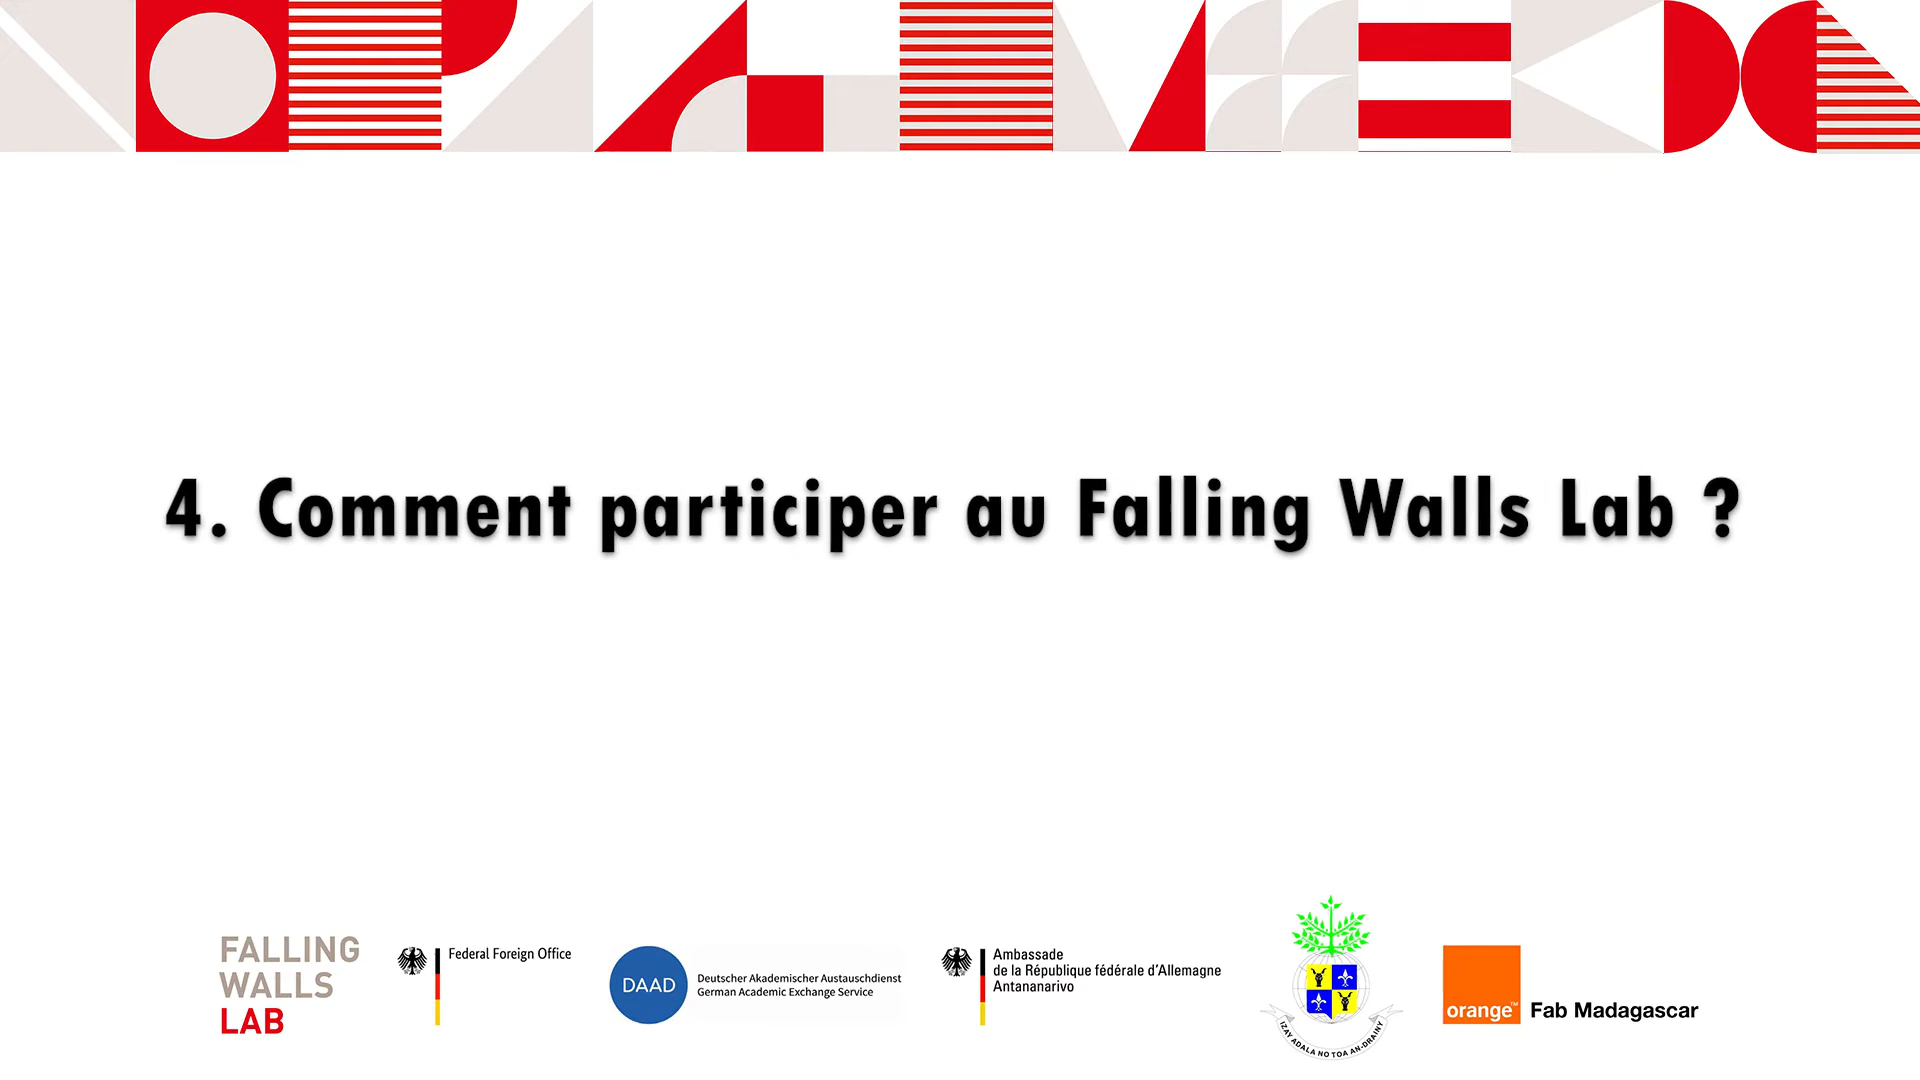 4. Comment participer au Falling Walls Lab ?
FALLING
WALLS
LAB
Federal Foreign Office
DAAD
Deutscher Akademischer Austauschdienst
German Academic Exchange Service
Ambassade
de la République fédérale d'Allemagne
Antananarivo
IZAY ADALA NO TOA AN-DRAINY
orange™
Fab Madagascar